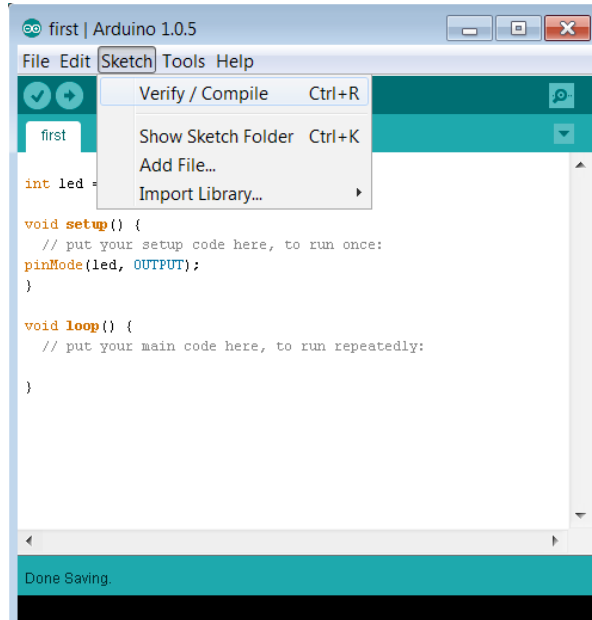 first | Arduino 1.0.5
File Edit Sketch Tools Help
Verify / Compile Ctrl+R
Show Sketch Folder Ctrl+K
Add File...
Import Library...
first
int led =
void setup() {
// put your setup code here, to run once:
pinMode(led, OUTPUT);
}
void loop() {
// put your main code here, to run repeatedly:
}
Done Saving.